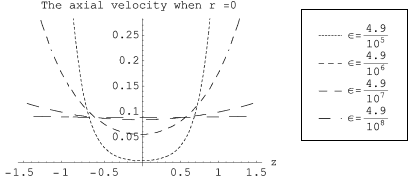 The axial velocity when r =0
0.25
0.2
0.15
0.1
0.05
-1.5 -1 -0.5 0.5 1 1.5 z
ϵ= 4.9/10^5
ϵ= 4.9/10^6
ϵ= 4.9/10^7
ϵ= 4.9/10^8